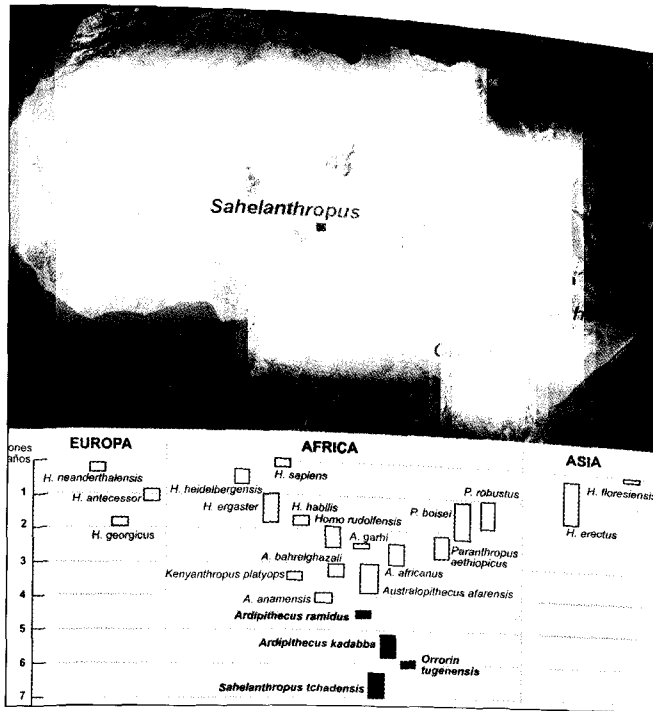 Sahelanthropus
EUROPA
AFRICA
ASIA
ones
años
H. neanderthalensis
H. antecessor
H. georgicus
H. sapiens
H. heidelbergensis
H. ergaster
H. habilis
Homo rudolfensis
A. garhi
A. bahrelghazali
Kenyanthropus platyops
A. anamensis
A. africanus
Australopithecus afarensis
P. robustus
P. boisei
Paranthropus
aethiopicus
Ardipithecus ramidus
Ardipithecus kadabba
Orrorin
tugenensis
Sahelanthropus tchadensis
H. floresiensis
H. erectus
1
2
3
4
5
6
7